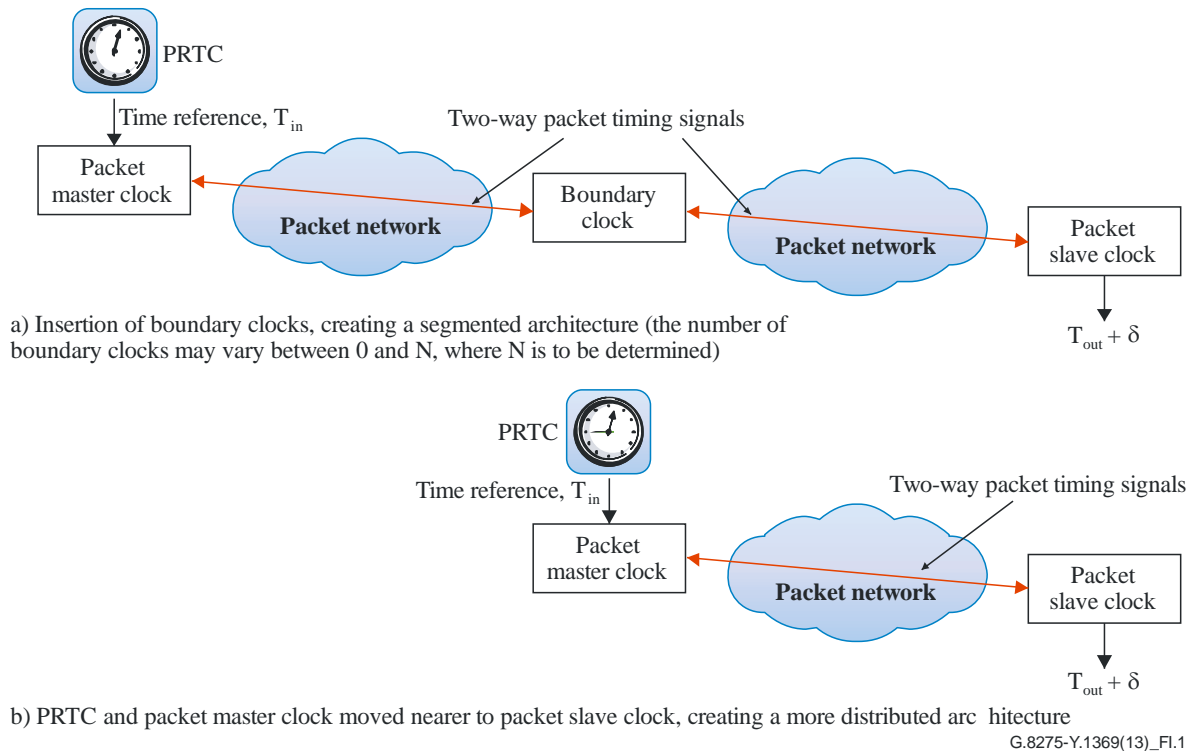 PRTC
Time reference, T_in
Two-way packet timing signals
Packet
master clock
Packet network
Boundary
clock
Packet network
Packet
slave clock
T_out + δ
a) Insertion of boundary clocks, creating a segmented architecture (the number of
boundary clocks may vary between 0 and N, where N is to be determined)
PRTC
Time reference, T_in
Two-way packet timing signals
Packet
master clock
Packet network
Packet
slave clock
T_out + δ
b) PRTC and packet master clock moved nearer to packet slave clock, creating a more distributed arc hitecture
G.8275-Y.1369(13)_FI.1